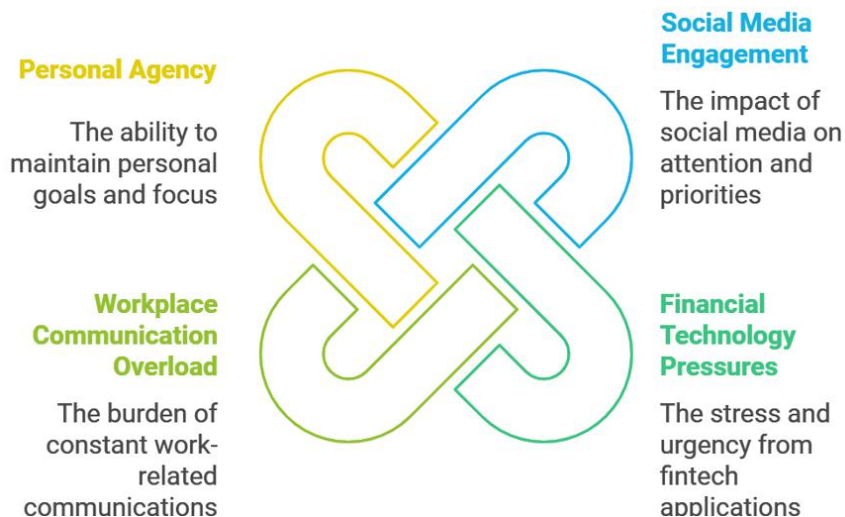 Personal Agency
The ability to
maintain personal
goals and focus
Social Media
Engagement
The impact of
social media on
attention and
priorities
Workplace
Communication
Overload
The burden of
constant work-
related
communications
Financial
Technology
Pressures
The stress and
urgency from
fintech
applications